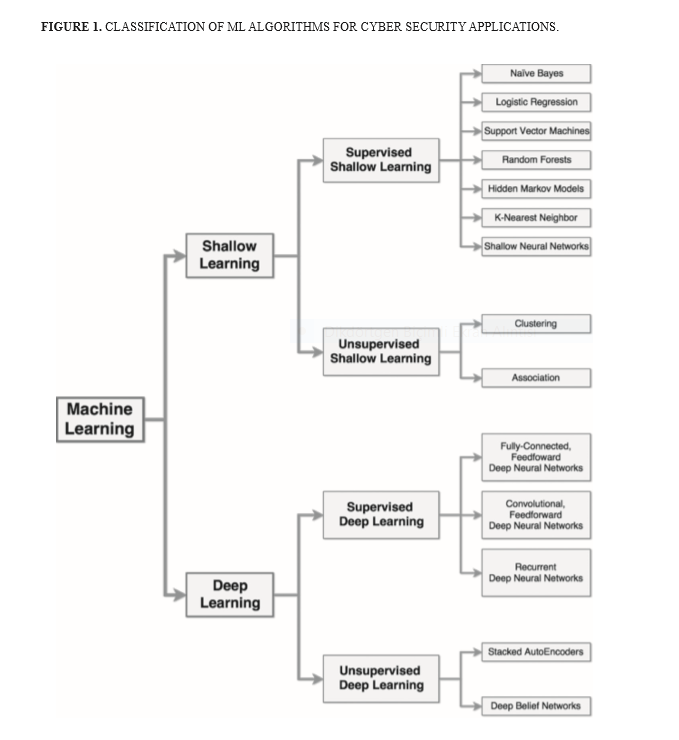 FIGURE 1. CLASSIFICATION OF ML ALGORITHMS FOR CYBER SECURITY APPLICATIONS.
Machine
Learning
Shallow
Learning
Supervised
Shallow Learning
Naïve Bayes
Logistic Regression
Support Vector Machines
Random Forests
Hidden Markov Models
K-Nearest Neighbor
Shallow Neural Networks
Unsupervised
Shallow Learning
Clustering
Association
Deep
Learning
Supervised
Deep Learning
Fully-Connected,
Feedfoward
Deep Neural Networks
Convolutional,
Feedforward
Deep Neural Networks
Recurrent
Deep Neural Networks
Unsupervised
Deep Learning
Stacked AutoEncoders
Deep Belief Networks